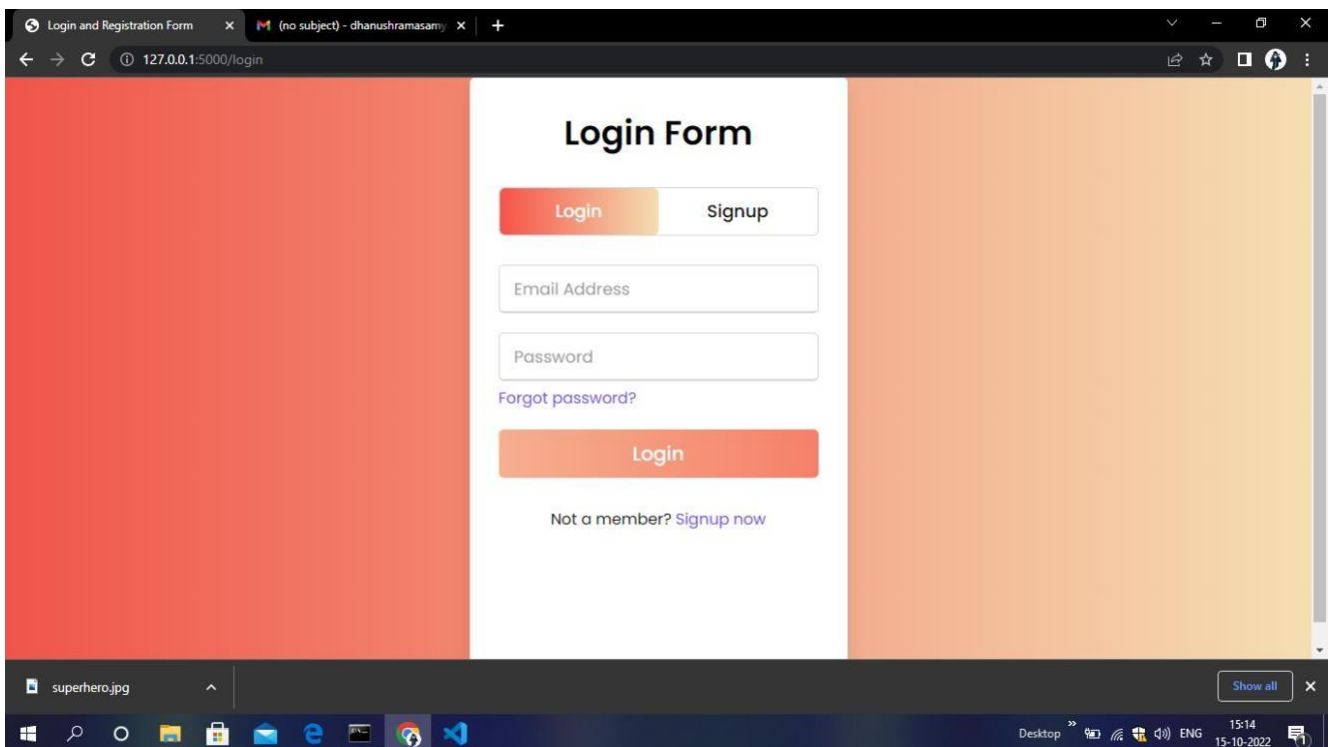 Login and Registration Form
(no subject) - dhanushramasamy
127.0.0.1:5000/login
Login Form
Login Signup
Email Address
Password
Forgot password?
Login
Not a member? Signup now
superhero.jpg
Show all
Desktop ENG 15:14
15-10-2022